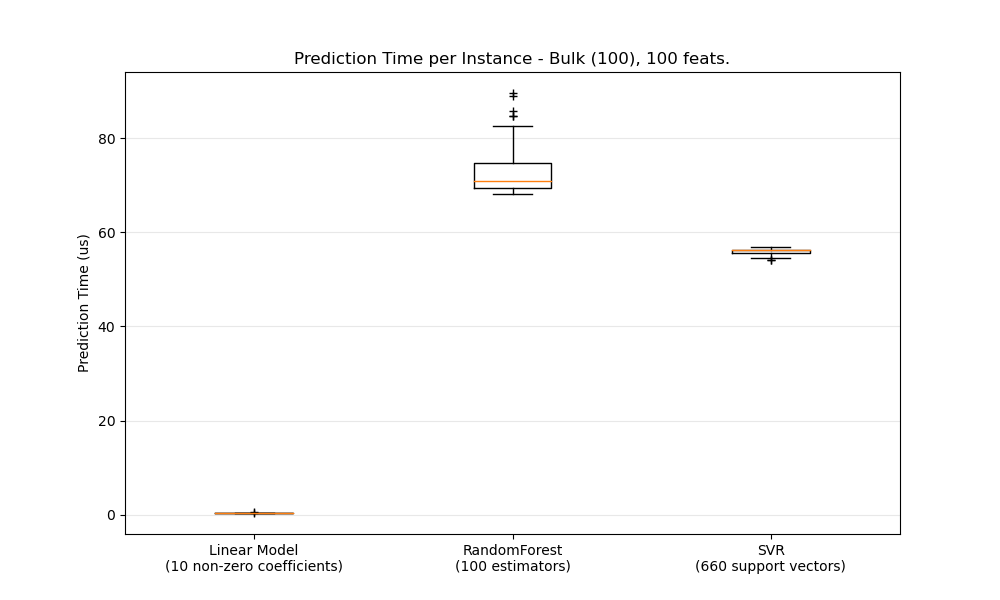 Prediction Time per Instance - Bulk (100), 100 feats.
Prediction Time (us)
80
60
40
20
0
Linear Model
(10 non-zero coefficients)
RandomForest
(100 estimators)
SVR
(660 support vectors)